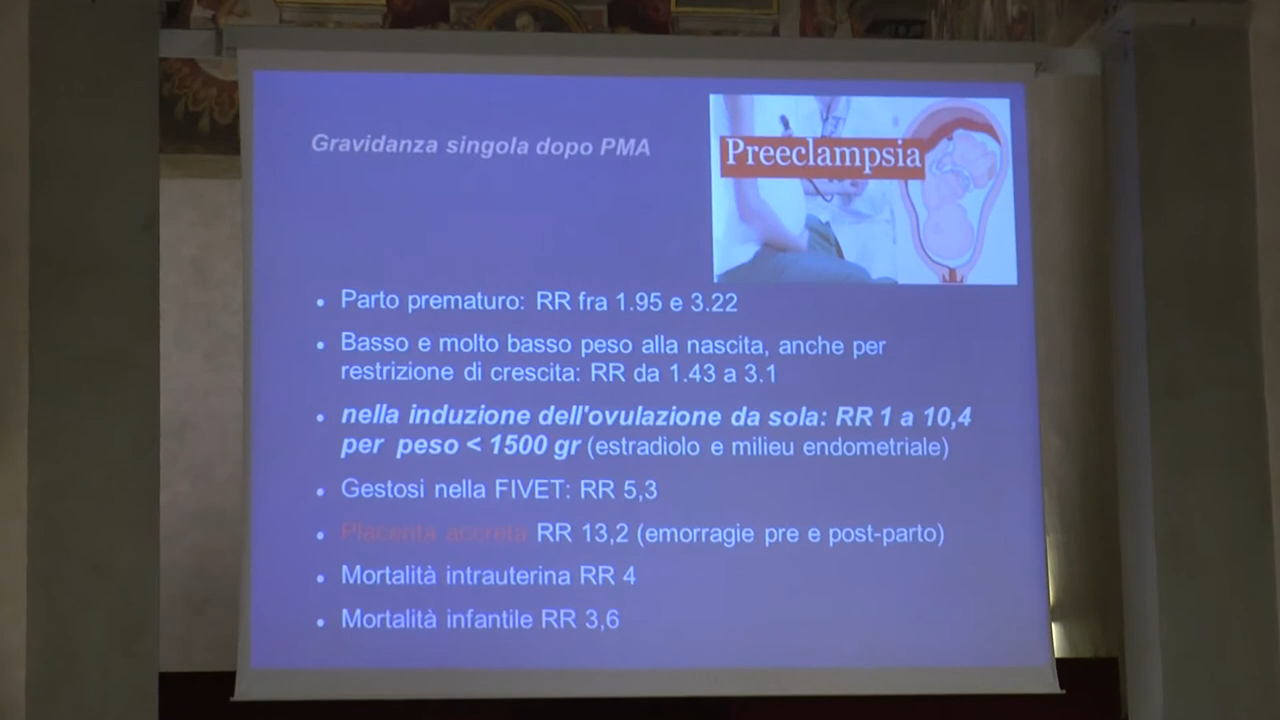 Gravidanza singola dopo PMA
Preeclampsia
• Parto prematuro: RR fra 1.95 e 3.22
• Basso e molto basso peso alla nascita, anche per
restrizione di crescita: RR da 1.43 a 3.1
• nella induzione dell'ovulazione da sola: RR 1 a 10,4
per peso < 1500 gr (estradiolo e milieu endometriale)
• Gestosi nella FIVET: RR 5,3
• Placenta accreta RR 13,2 (emorragie pre e post-parto)
• Mortalità intrauterina RR 4
• Mortalità infantile RR 3,6